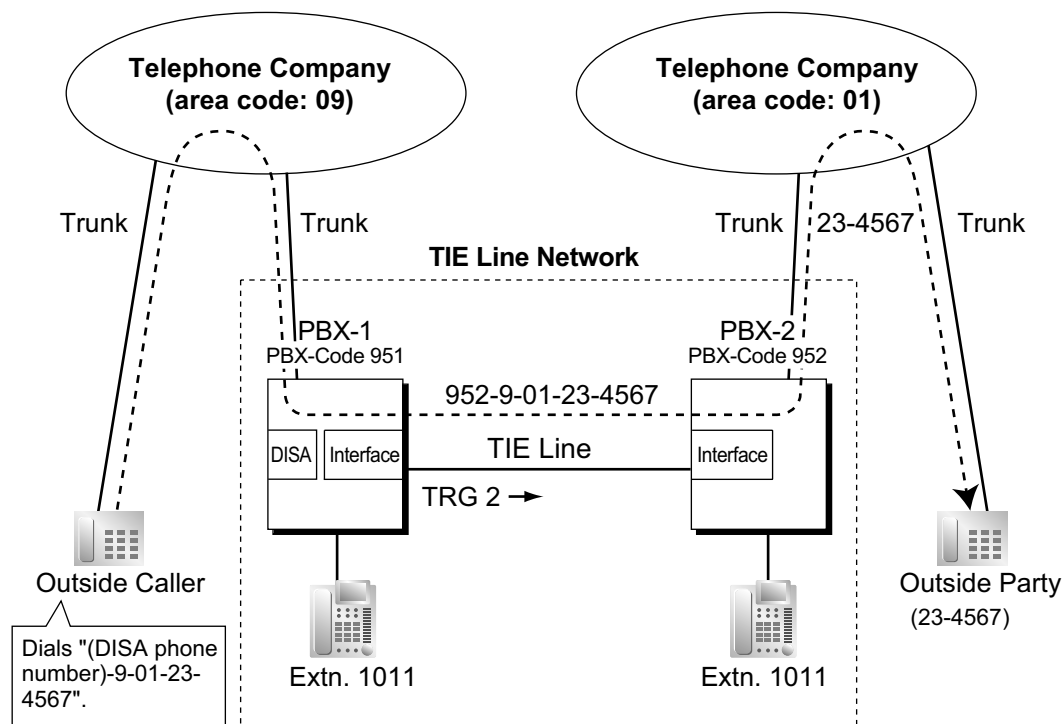 Telephone Company
(area code: 09)
Telephone Company
(area code: 01)
Trunk
Trunk
Trunk
23-4567
Trunk
TIE Line Network
PBX-1
PBX-Code 951
PBX-2
PBX-Code 952
952-9-01-23-4567
DISA
Interface
TIE Line
Interface
TRG 2
Outside Caller
Outside Party
(23-4567)
Dials "(DISA phone
number)-9-01-23-
4567".
Extn. 1011
Extn. 1011